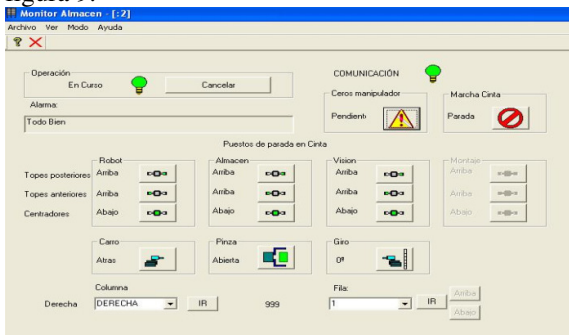 figura 9.
Monitor Almacen - [:2]
Archivo Ver Modo Ayuda
Operación
En Curso
Cancelar
COMUNICACIÓN
Alarma:
Todo Bien
Ceros manipulador
Pendient
Marcha Cinta
Parada
Puestos de parada en Cinta
Robot Almacen Vision Montaje
Topes posteriores Arriba Arriba Arriba Arriba
Topes anteriores Arriba Arriba Arriba Arriba
Centradores Abajo Abajo Abajo Abajo
Carro Pinza Giro
Atras Abierta 0º
Columna Fila:
Derecha DERECHA IR 999 1 IR Arriba
Abajo